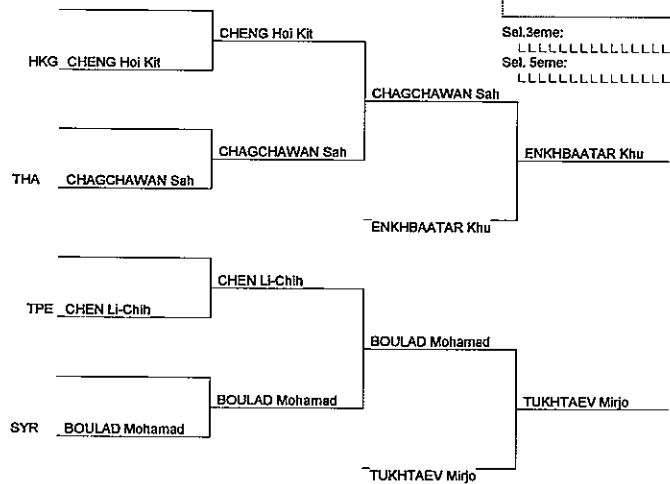 CHENG Hoi Kit
Sel.3eme:
HKG CHENG Hoi Kit
Sel. 5eme:
CHAGCHAWAN Sah
CHAGCHAWAN Sah
ENKHBAATAR Khu
THA CHAGCHAWAN Sah
ENKHBAATAR Khu
CHEN Li-Chih
TPE CHEN Li-Chih
BOULAD Mohamad
BOULAD Mohamad
TUKHTAEV Mirjo
SYR BOULAD Mohamad
TUKHTAEV Mirjo